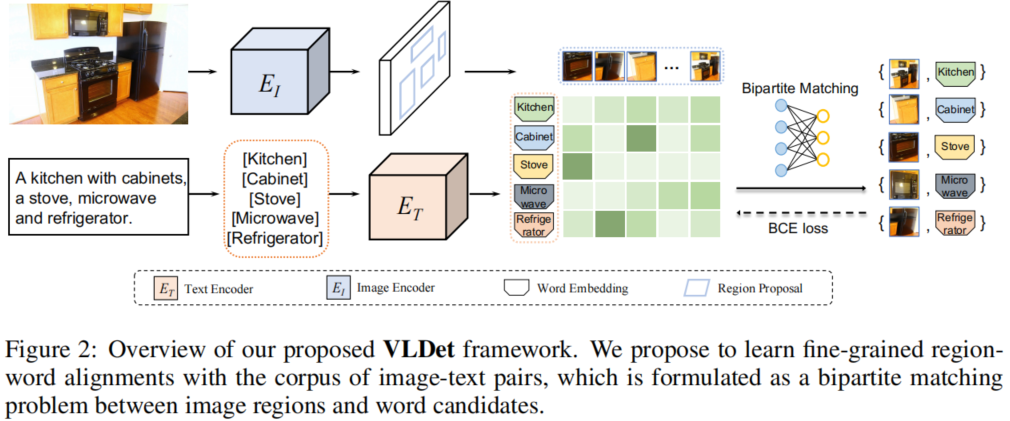 A kitchen with cabinets,
a stove, microwave
and refrigerator.
[Kitchen]
[Cabinet]
[Stove]
[Microwave]
[Refrigerator]
E_I
E_T
Kitchen
Cabinet
Stove
Micro
wave
Refrige
rator
...
Bipartite Matching
BCE loss
{ , Kitchen }
{ , Cabinet }
{ , Stove }
{ , Micro
wave }
{ , Refrige
rator }
E_T Text Encoder
E_I Image Encoder
Word Embedding
Region Proposal
Figure 2: Overview of our proposed VLDet framework. We propose to learn fine-grained region-
word alignments with the corpus of image-text pairs, which is formulated as a bipartite matching
problem between image regions and word candidates.